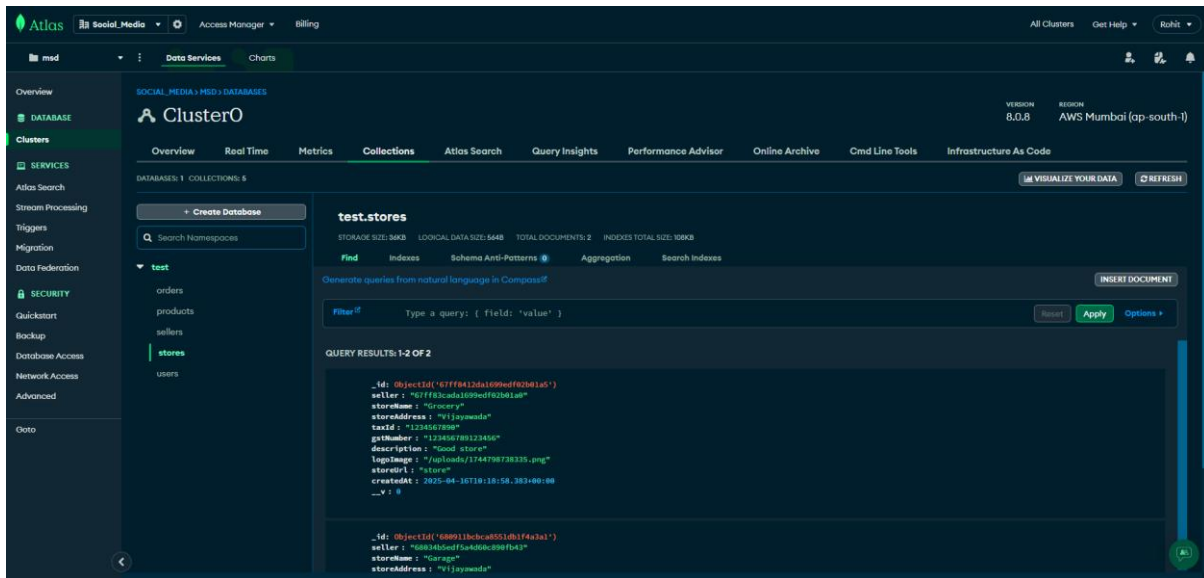 Atlas Social_Media Access Manager Billing All Clusters Get Help Rohit
msd Data Services Charts
Overview
DATABASE
Clusters
SERVICES
Atlas Search
Stream Processing
Triggers
Migration
Data Federation
SECURITY
Quickstart
Backup
Database Access
Network Access
Advanced
Goto
SOCIAL_MEDIA > MSD > DATABASES
Cluster0
VERSION REGION
8.0.8 AWS Mumbai (ap-south-1)
Overview Real Time Metrics Collections Atlas Search Query Insights Performance Advisor Online Archive Cmd Line Tools Infrastructure As Code
DATABASES: 1 COLLECTIONS: 5 VISUALIZE YOUR DATA REFRESH
+ Create Database
Search Namespaces
test
orders
products
sellers
stores
users
test.stores
STORAGE SIZE: 36KB LOGICAL DATA SIZE: 564B TOTAL DOCUMENTS: 2 INDEXES TOTAL SIZE: 108KB
Find Indexes Schema Anti-Patterns 0 Aggregation Search Indexes
Generate queries from natural language in Compass INSERT DOCUMENT
Filter Type a query: { field: 'value' } Reset Apply Options
QUERY RESULTS: 1-2 OF 2
_id: ObjectId('67ff8412da1699edf02b01a5')
seller : "67ff83cada1699edf02b01a0"
storeName : "Grocery"
storeAddress : "Vijayawada"
taxId : "1234567890"
gstNumber : "123456789123456"
description : "Good store"
logoImage : "/uploads/1744798738335.png"
storeUrl : "store"
createdAt : 2025-04-16T10:18:58.383+00:00
__v : 0
_id: ObjectId('680911bcbca8551db1f4a3a1')
seller : "68034b5edf5a4d60c890fb43"
storeName : "Garage"
storeAddress : "Vijayawada"